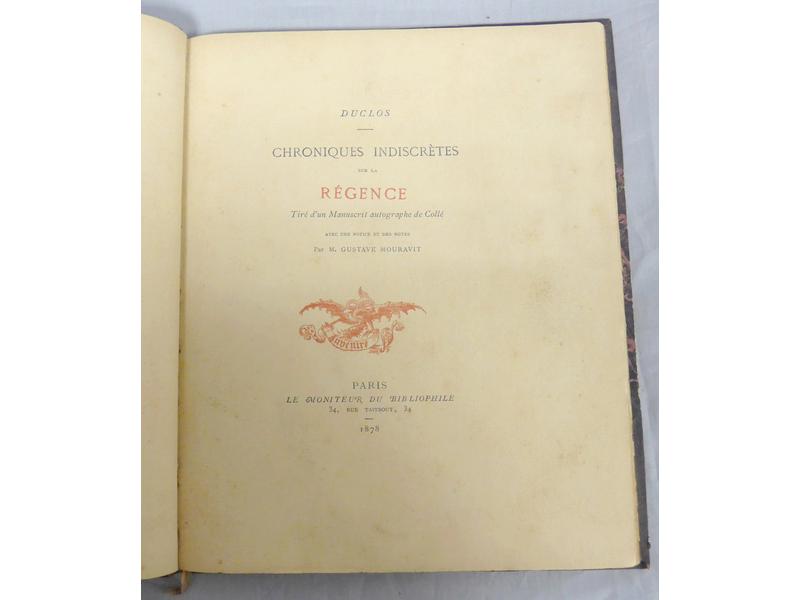 DUCLOS
CHRONIQUES INDISCRÈTES
SUR LA
RÉGENCE
Tiré d'un Manuscrit autographe de Collé
AVEC UNE NOTICE ET DES NOTES
PAR M. GUSTAVE MOURAVIT
PARIS
LE MONITEUR DU BIBLIOPHILE
34, RUE TAITBOUT, 34
1878